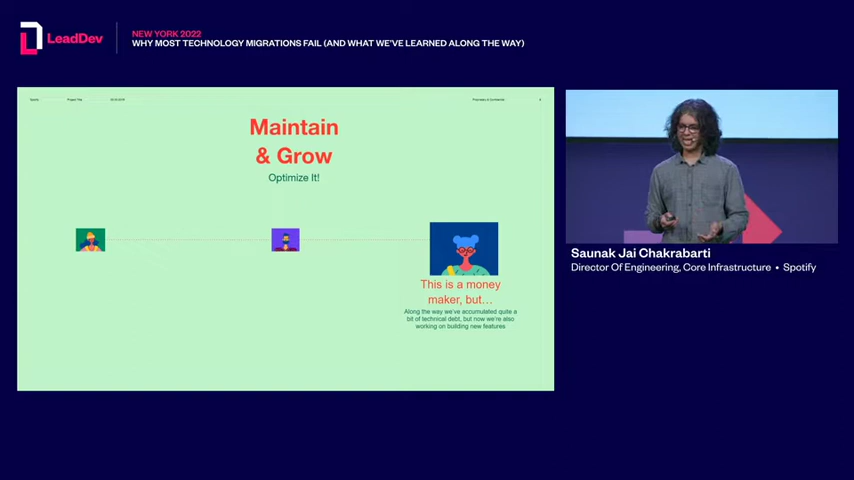 LeadDev
NEW YORK 2022
WHY MOST TECHNOLOGY MIGRATIONS FAIL (AND WHAT WE'VE LEARNED ALONG THE WAY)
Maintain
& Grow
Optimize It!
This is a money
maker, but...
Along the way we've accumulated quite a
bit of technical debt, but now we're also
working on building new features
Saunak Jai Chakrabarti
Director Of Engineering, Core Infrastructure • Spotify